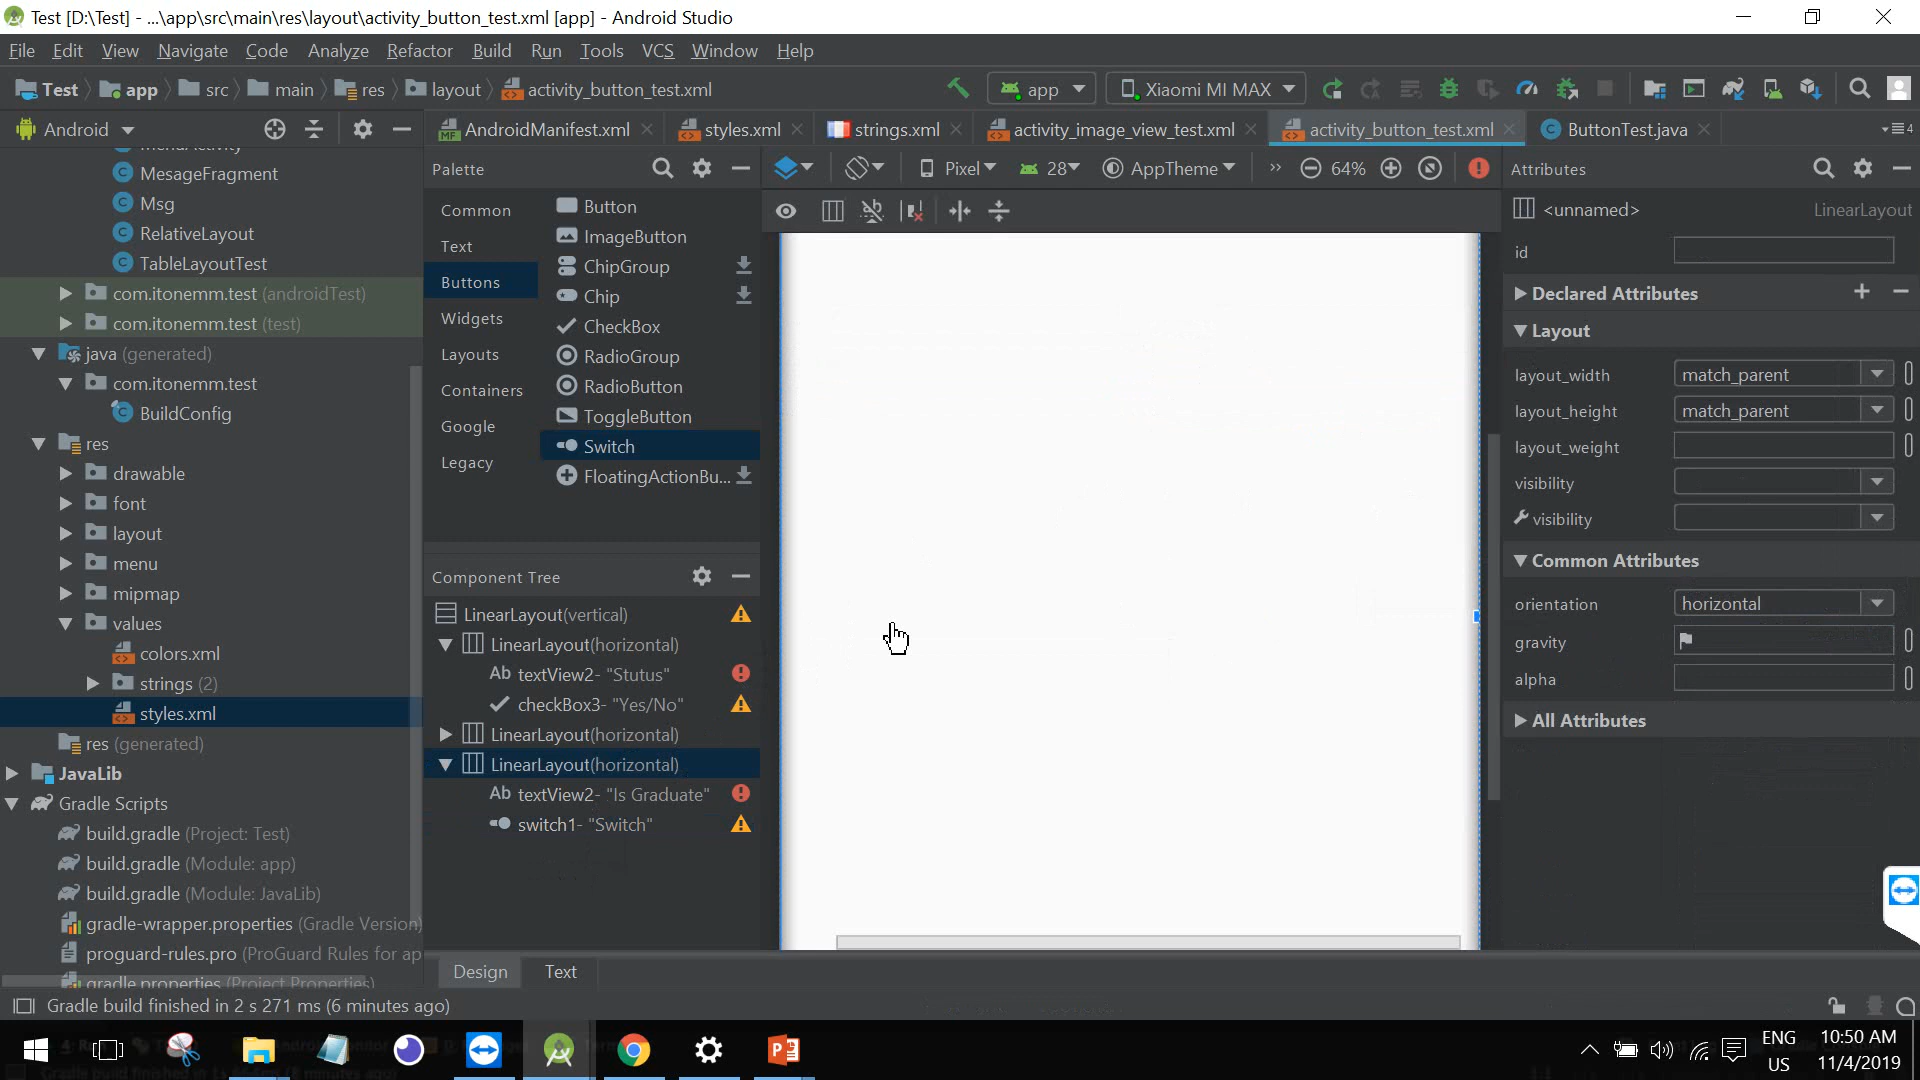 Test [D:\Test] - ...\app\src\main\res\layout\activity_button_test.xml [app] - Android Studio
File Edit View Navigate Code Analyze Refactor Build Run Tools VCS Window Help
Test app src main res layout activity_button_test.xml
app Xiaomi MI MAX
Android
AndroidManifest.xml styles.xml strings.xml activity_image_view_test.xml activity_button_test.xml ButtonTest.java 4
MesageFragment
Msg
RelativeLayout
TableLayoutTest
com.itonemm.test (androidTest)
com.itonemm.test (test)
java (generated)
com.itonemm.test
BuildConfig
res
drawable
font
layout
menu
mipmap
values
colors.xml
strings (2)
styles.xml
res (generated)
JavaLib
Gradle Scripts
build.gradle (Project: Test)
build.gradle (Module: app)
build.gradle (Module: JavaLib)
gradle-wrapper.properties (Gradle Version)
proguard-rules.pro (ProGuard Rules for ap
gradle.properties (Project Properties)
Palette
Common
Text
Buttons
Widgets
Layouts
Containers
Google
Legacy
Button
ImageButton
ChipGroup
Chip
CheckBox
RadioGroup
RadioButton
ToggleButton
Switch
FloatingActionBu...
Component Tree
LinearLayout(vertical)
LinearLayout(horizontal)
Ab textView2- "Stutus"
checkBox3- "Yes/No"
LinearLayout(horizontal)
LinearLayout(horizontal)
Ab textView2- "Is Graduate"
switch1- "Switch"
Pixel 28 AppTheme » 64%
Attributes
<unnamed> LinearLayout
id
Declared Attributes
Layout
layout_width match_parent
layout_height match_parent
layout_weight
visibility
visibility
Common Attributes
orientation horizontal
gravity
alpha
All Attributes
Design Text
Gradle build finished in 2 s 271 ms (6 minutes ago)
ENG
US
10:50 AM
11/4/2019